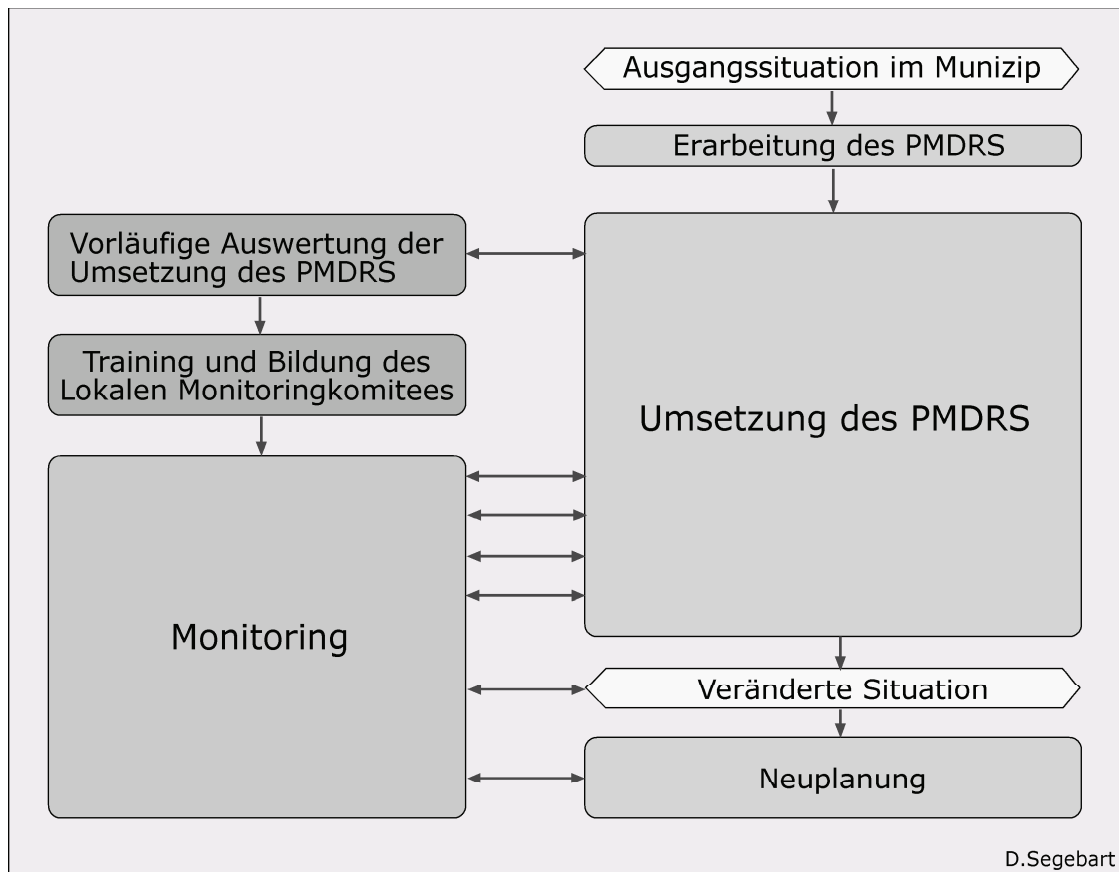 Ausgangssituation im Munizip
Erarbeitung des PMDRS
Vorläufige Auswertung der
Umsetzung des PMDRS
Training und Bildung des
Lokalen Monitoringkomitees
Umsetzung des PMDRS
Monitoring
Veränderte Situation
Neuplanung
D.Segebart